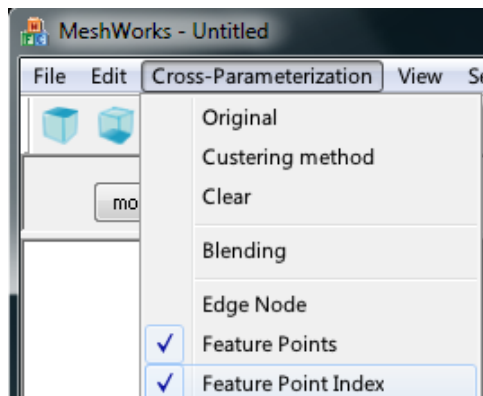 MeshWorks - Untitled
File Edit Cross-Parameterization View
mo
Original
Custering method
Clear
Blending
Edge Node
Feature Points
Feature Point Index